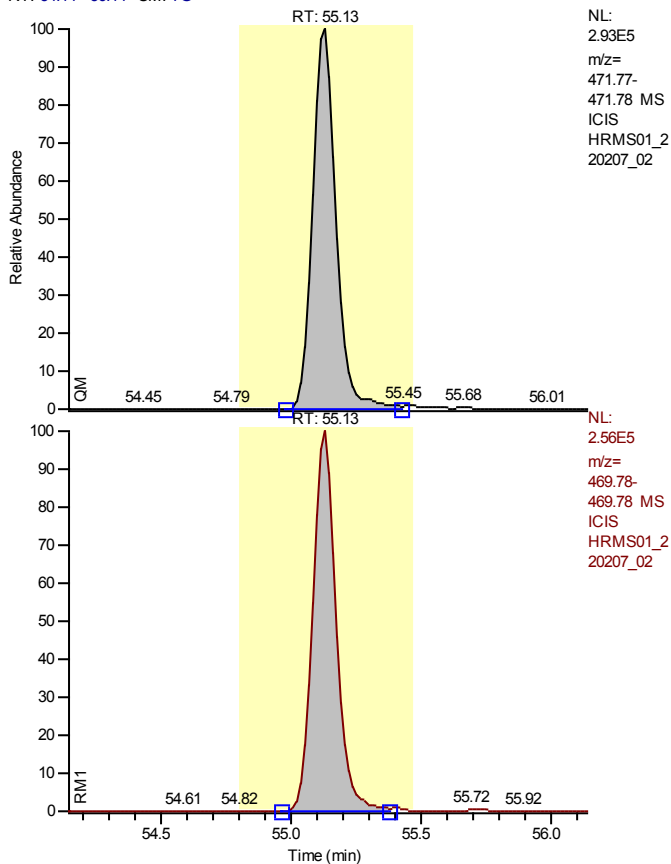 RT: 55.13
NL:
2.93E5
m/z=
471.77-
471.78 MS
ICIS
HRMS01_2
20207_02
100
90
80
70
60
50
40
30
20
10
0
Relative Abundance
QM
54.45
54.79
55.45
55.68
56.01
RT: 55.13
NL:
2.56E5
m/z=
469.78-
469.78 MS
ICIS
HRMS01_2
20207_02
100
90
80
70
60
50
40
30
20
10
0
RM1
54.61
54.82
55.72
55.92
54.5
55.0
55.5
56.0
Time (min)